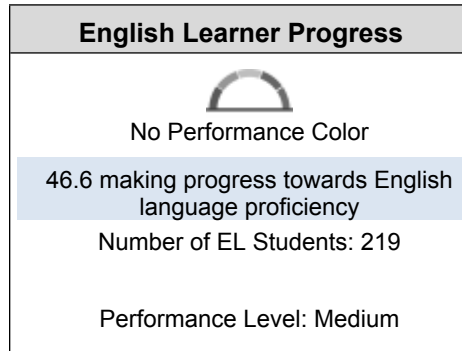 English Learner Progress
No Performance Color
46.6 making progress towards English
language proficiency
Number of EL Students: 219
Performance Level: Medium